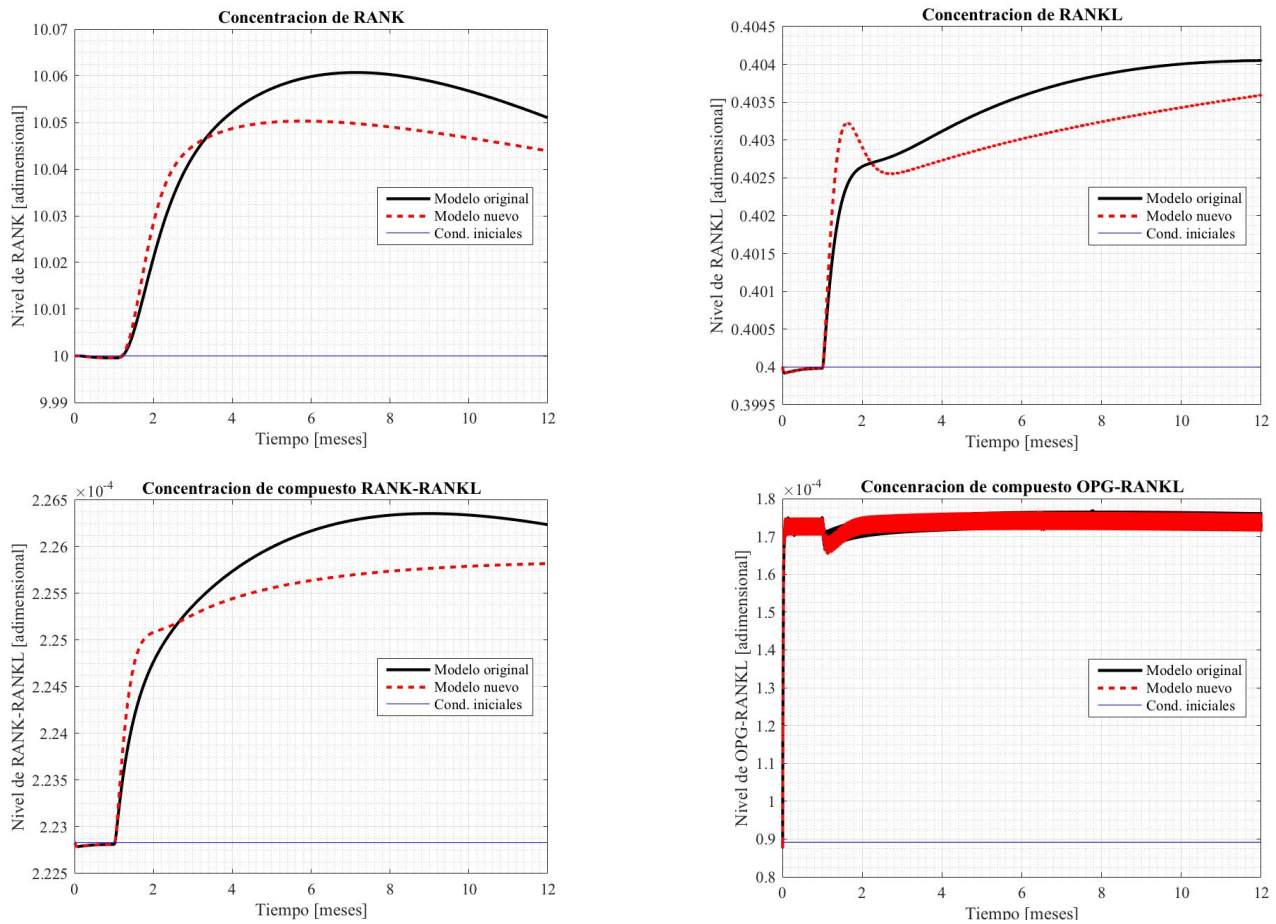 Concentracion de RANK
10.07
10.06
10.05
10.04
10.03
10.02
10.01
10
9.99
Nivel de RANK [adimensional]
Modelo original
Modelo nuevo
Cond. iniciales
0 2 4 6 8 10 12
Tiempo [meses]
Concentracion de RANKL
0.4045
0.404
0.4035
0.403
0.4025
0.402
0.4015
0.401
0.4005
0.4
0.3995
Nivel de RANKL [adimensional]
Modelo original
Modelo nuevo
Cond. iniciales
0 2 4 6 8 10 12
Tiempo [meses]
×10⁻⁴
Concentracion de compuesto RANK-RANKL
2.265
2.26
2.255
2.25
2.245
2.24
2.235
2.23
2.225
Nivel de RANK-RANKL [adimensional]
Modelo original
Modelo nuevo
Cond. iniciales
0 2 4 6 8 10 12
Tiempo [meses]
×10⁻⁴
Concenracion de compuesto OPG-RANKL
1.8
1.7
1.6
1.5
1.4
1.3
1.2
1.1
1
0.9
0.8
Nivel de OPG-RANKL [adimensional]
Modelo original
Modelo nuevo
Cond. iniciales
0 2 4 6 8 10 12
Tiempo [meses]